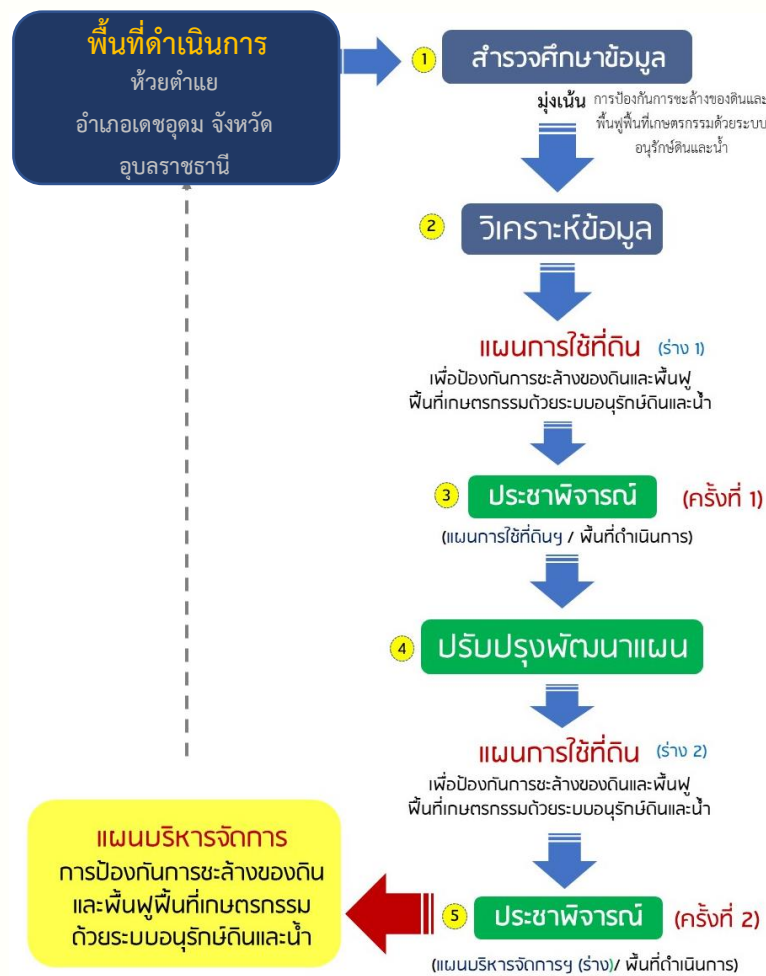 พื้นที่ดำเนินการ
ห้วยตำแย
อำเภอเดชอุดม จังหวัด
อุบลราชธานี
1 สำรวจศึกษาข้อมูล
มุ่งเน้น การป้องกันการชะล้างของดินและ
พื้นฟูพื้นที่เกษตรกรรมด้วยระบบ
อนุรักษ์ดินและน้ำ
2 วิเคราะห์ข้อมูล
แผนการใช้ที่ดิน (ร่าง 1)
เพื่อป้องกันการชะล้างของดินและพื้นฟู
พื้นที่เกษตรกรรมด้วยระบบอนุรักษ์ดินและน้ำ
3 ประชาพิจารณ์ (ครั้งที่ 1)
(แผนการใช้ที่ดินฯ / พื้นที่ดำเนินการ)
4 ปรับปรุงพัฒนาแผน
แผนการใช้ที่ดิน (ร่าง 2)
เพื่อป้องกันการชะล้างของดินและพื้นฟู
พื้นที่เกษตรกรรมด้วยระบบอนุรักษ์ดินและน้ำ
5 ประชาพิจารณ์ (ครั้งที่ 2)
(แผนบริหารจัดการฯ (ร่าง)/ พื้นที่ดำเนินการ)
แผนบริหารจัดการ
การป้องกันการชะล้างของดิน
และพื้นฟูพื้นที่เกษตรกรรม
ด้วยระบบอนุรักษ์ดินและน้ำ